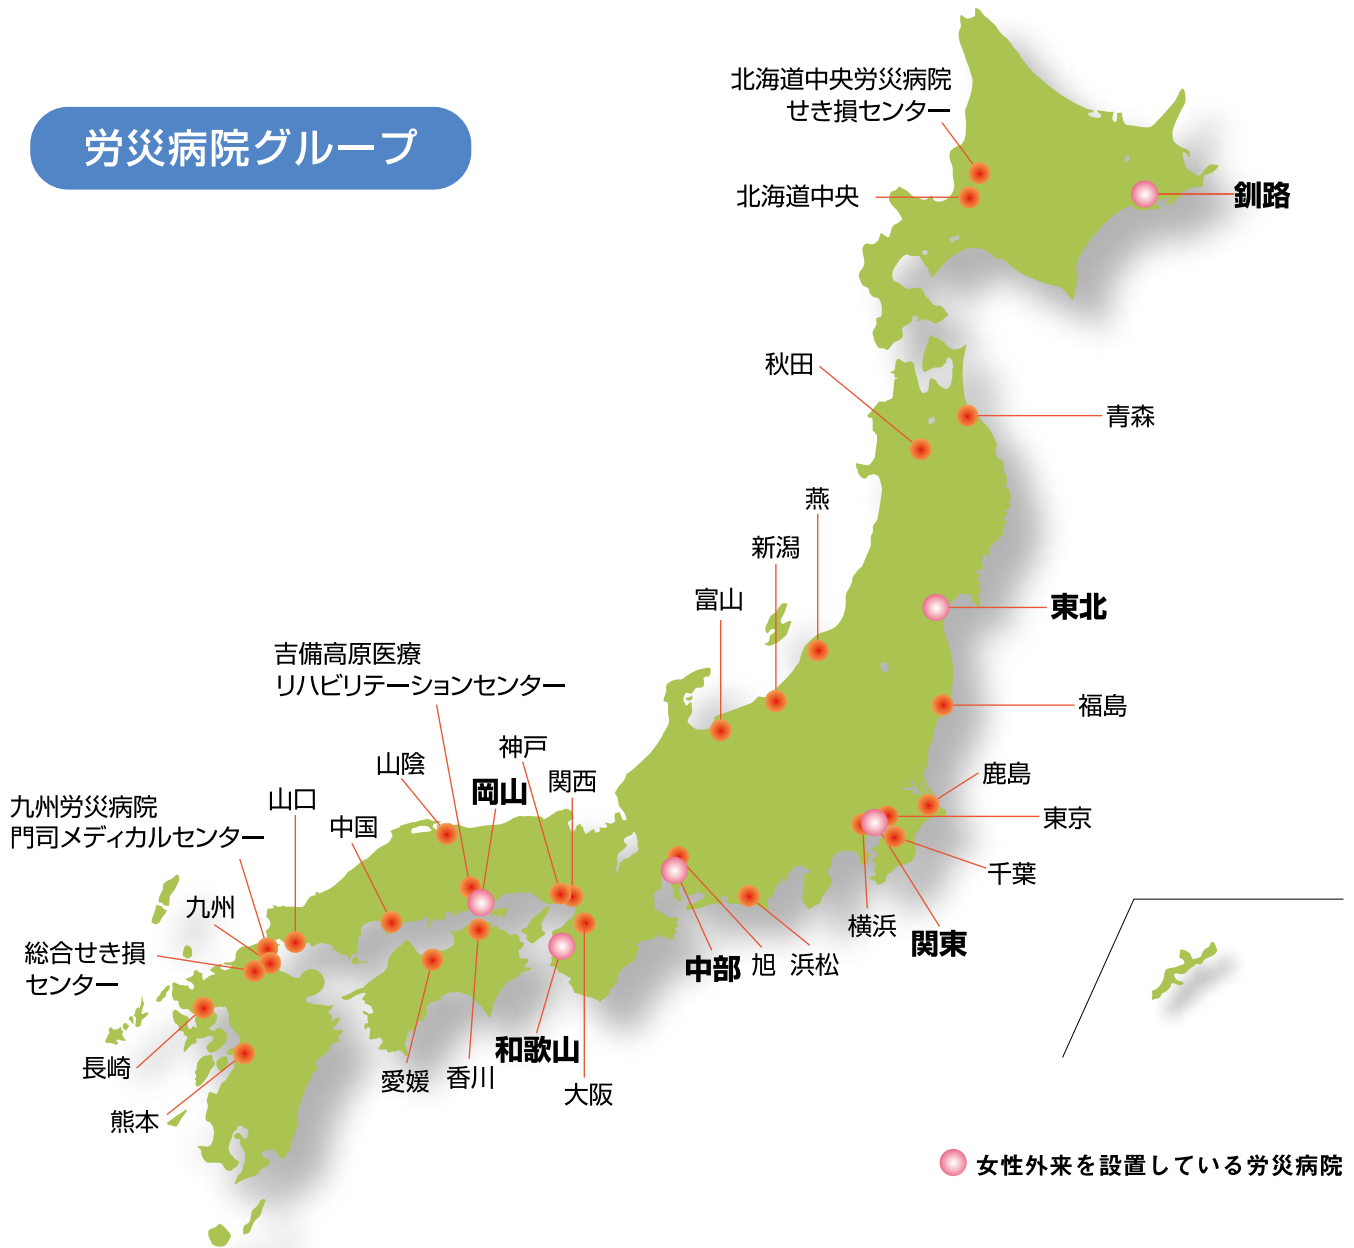 労災病院グループ
北海道中央労災病院
せき損センター
北海道中央
釧路
秋田
青森
燕
新潟
富山
東北
吉備高原医療
リハビリテーションセンター
福島
神戸
山陰
関西
岡山
鹿島
山口
九州労災病院
門司メディカルセンター
中国
東京
千葉
九州
横浜
関東
総合せき損
センター
中部
旭
浜松
和歌山
長崎
愛媛
香川
大阪
熊本
女性外来を設置している労災病院